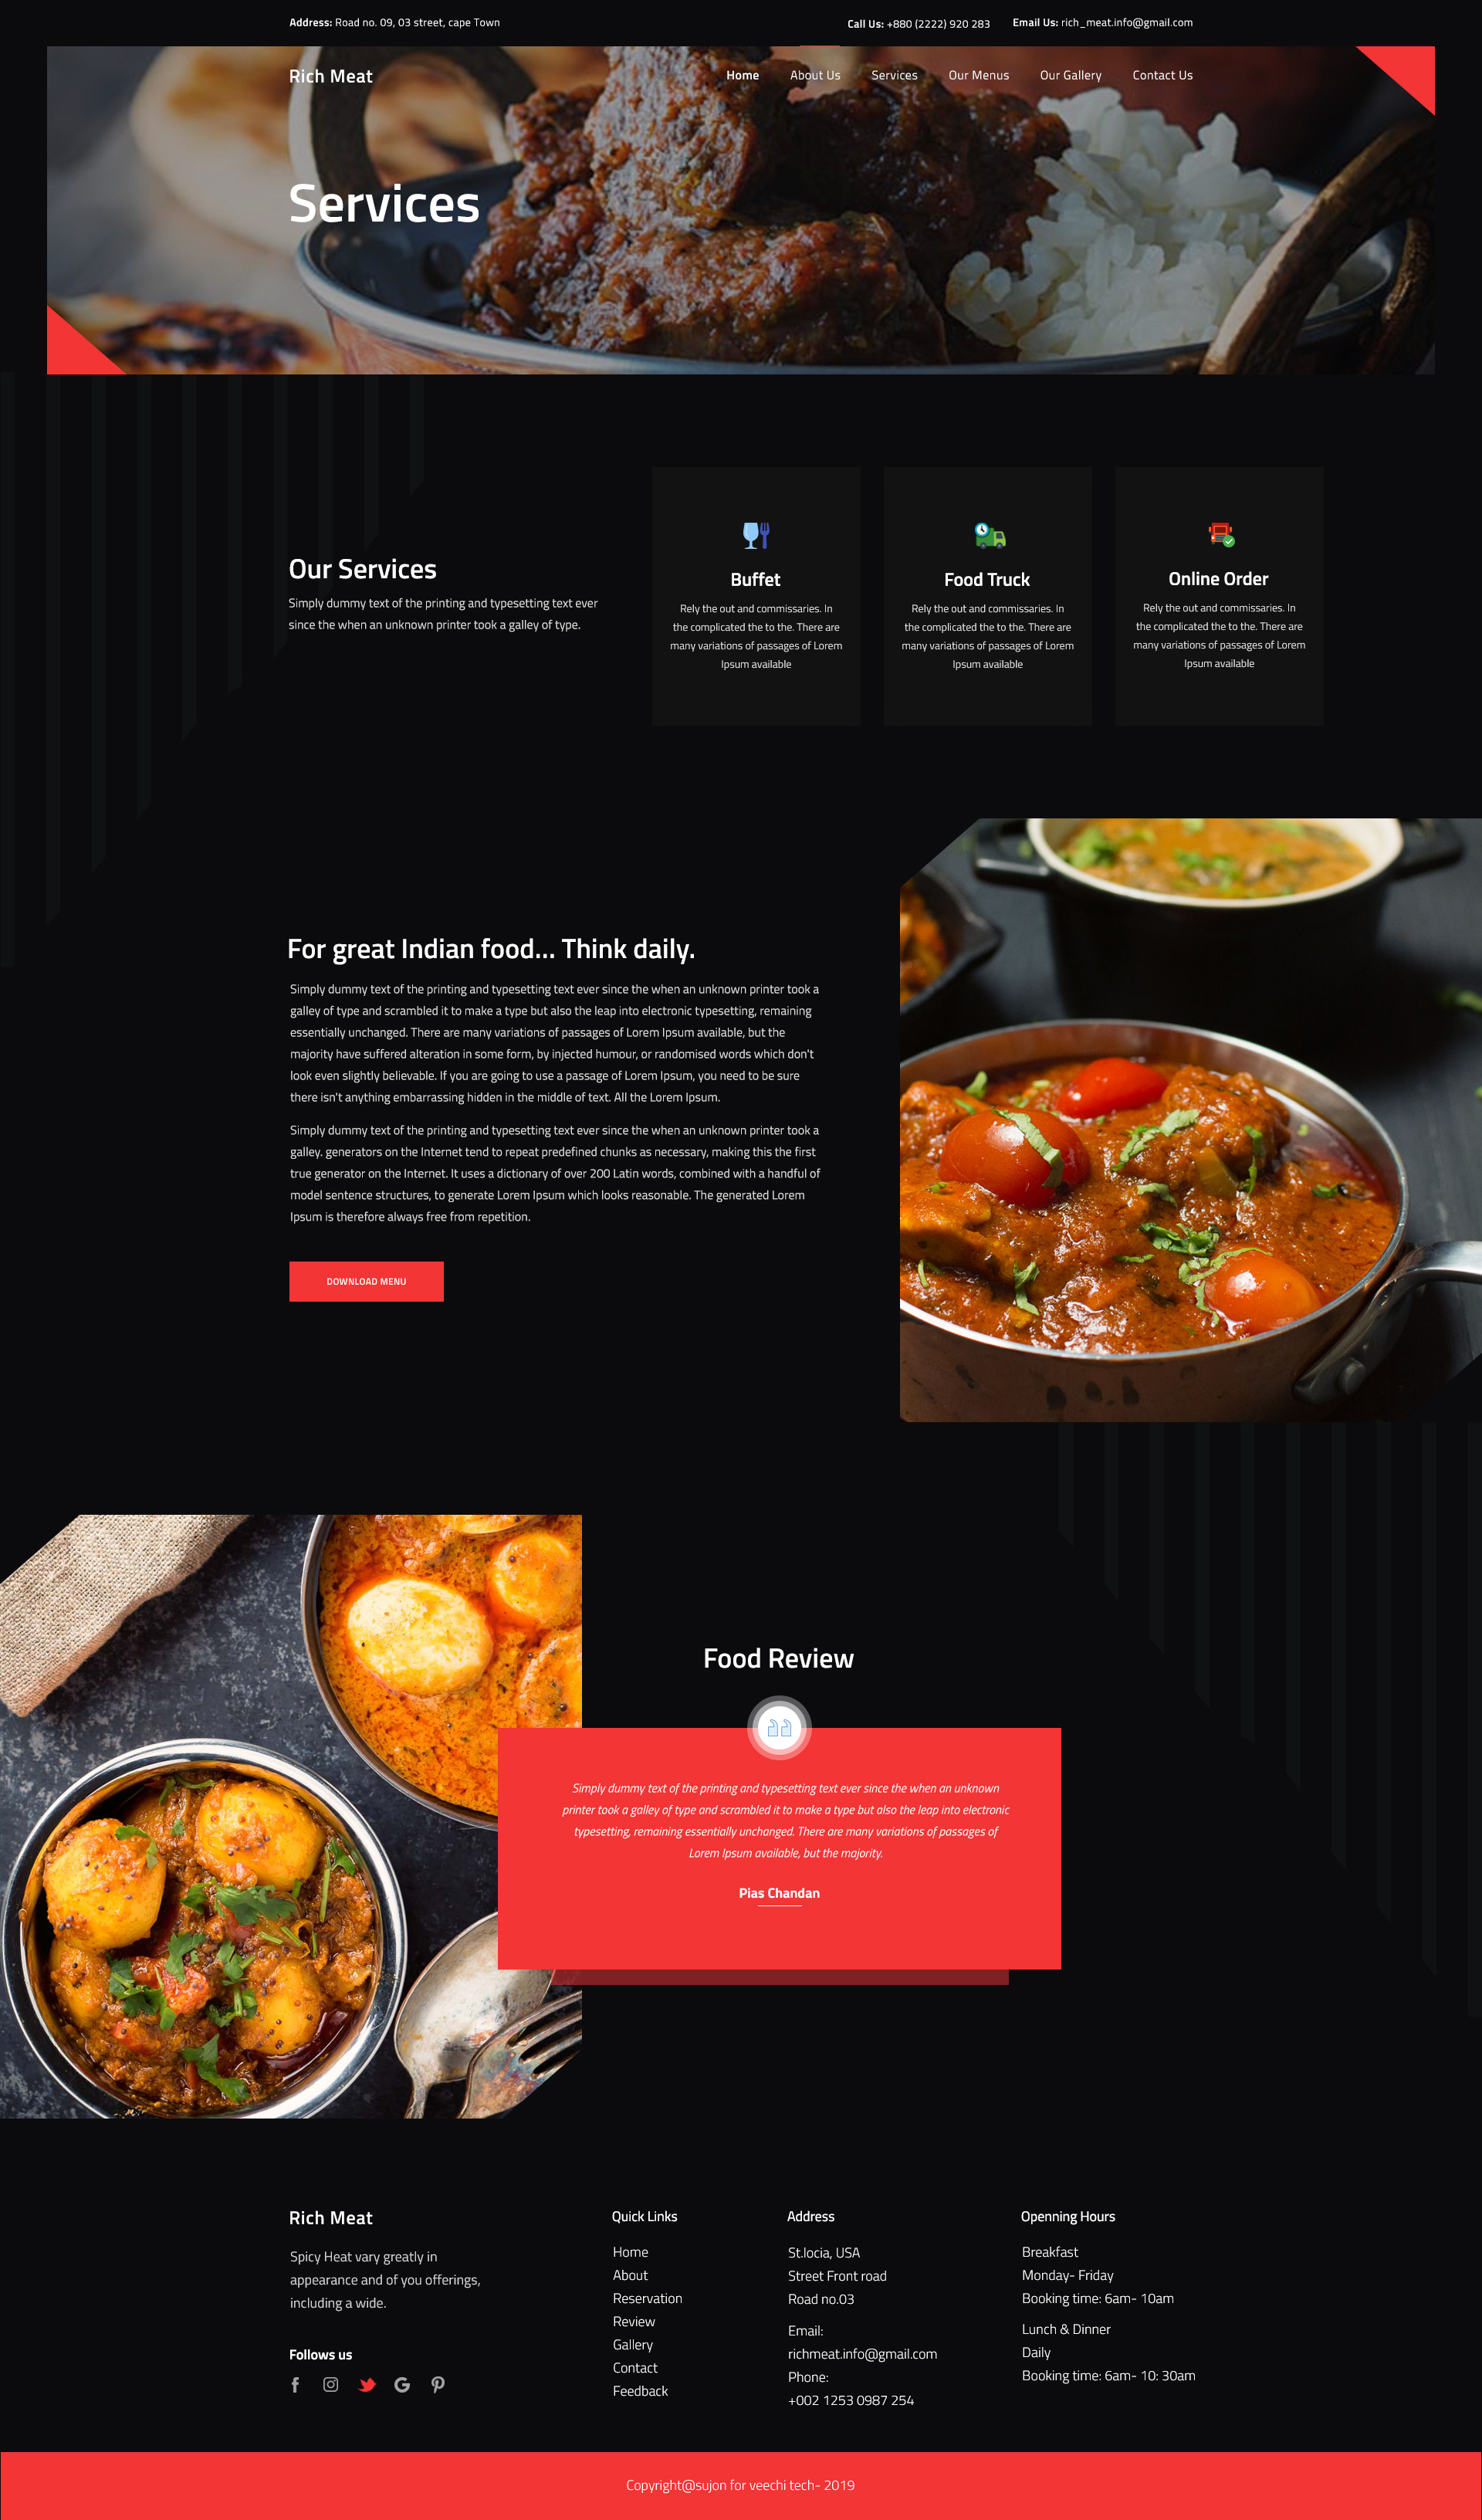 Address: Road no. 09, 03 street, cape Town
Call Us: +880 (2222) 920 283
Email Us: rich_meat.info@gmail.com
Rich Meat
Home
About Us
Services
Our Menus
Our Gallery
Contact Us
Services
Our Services
Simply dummy text of the printing and typesetting text ever
since the when an unknown printer took a galley of type.
Buffet
Rely the out and commissaries. In
the complicated the to the. There are
many variations of passages of Lorem
Ipsum available
Food Truck
Rely the out and commissaries. In
the complicated the to the. There are
many variations of passages of Lorem
Ipsum available
Online Order
Rely the out and commissaries. In
the complicated the to the. There are
many variations of passages of Lorem
Ipsum available
For great Indian food... Think daily.
Simply dummy text of the printing and typesetting text ever since the when an unknown printer took a
galley of type and scrambled it to make a type but also the leap into electronic typesetting, remaining
essentially unchanged. There are many variations of passages of Lorem Ipsum available, but the
majority have suffered alteration in some form, by injected humour, or randomised words which don't
look even slightly believable. If you are going to use a passage of Lorem Ipsum, you need to be sure
there isn't anything embarrassing hidden in the middle of text. All the Lorem Ipsum.
Simply dummy text of the printing and typesetting text ever since the when an unknown printer took a
galley. generators on the Internet tend to repeat predefined chunks as necessary, making this the first
true generator on the Internet. It uses a dictionary of over 200 Latin words, combined with a handful of
model sentence structures, to generate Lorem Ipsum which looks reasonable. The generated Lorem
Ipsum is therefore always free from repetition.
DOWNLOAD MENU
Food Review
Simply dummy text of the printing and typesetting text ever since the when an unknown
printer took a galley of type and scrambled it to make a type but also the leap into electronic
typesetting, remaining essentially unchanged. There are many variations of passages of
Lorem Ipsum available, but the majority.
Pias Chandan
Rich Meat
Spicy Heat vary greatly in
appearance and of you offerings,
including a wide.
Follows us
Quick Links
Home
About
Reservation
Review
Gallery
Contact
Feedback
Address
St.locia, USA
Street Front road
Road no.03
Email:
richmeat.info@gmail.com
Phone:
+002 1253 0987 254
Openning Hours
Breakfast
Monday- Friday
Booking time: 6am- 10am
Lunch & Dinner
Daily
Booking time: 6am- 10: 30am
Copyright@sujon for veechi tech- 2019